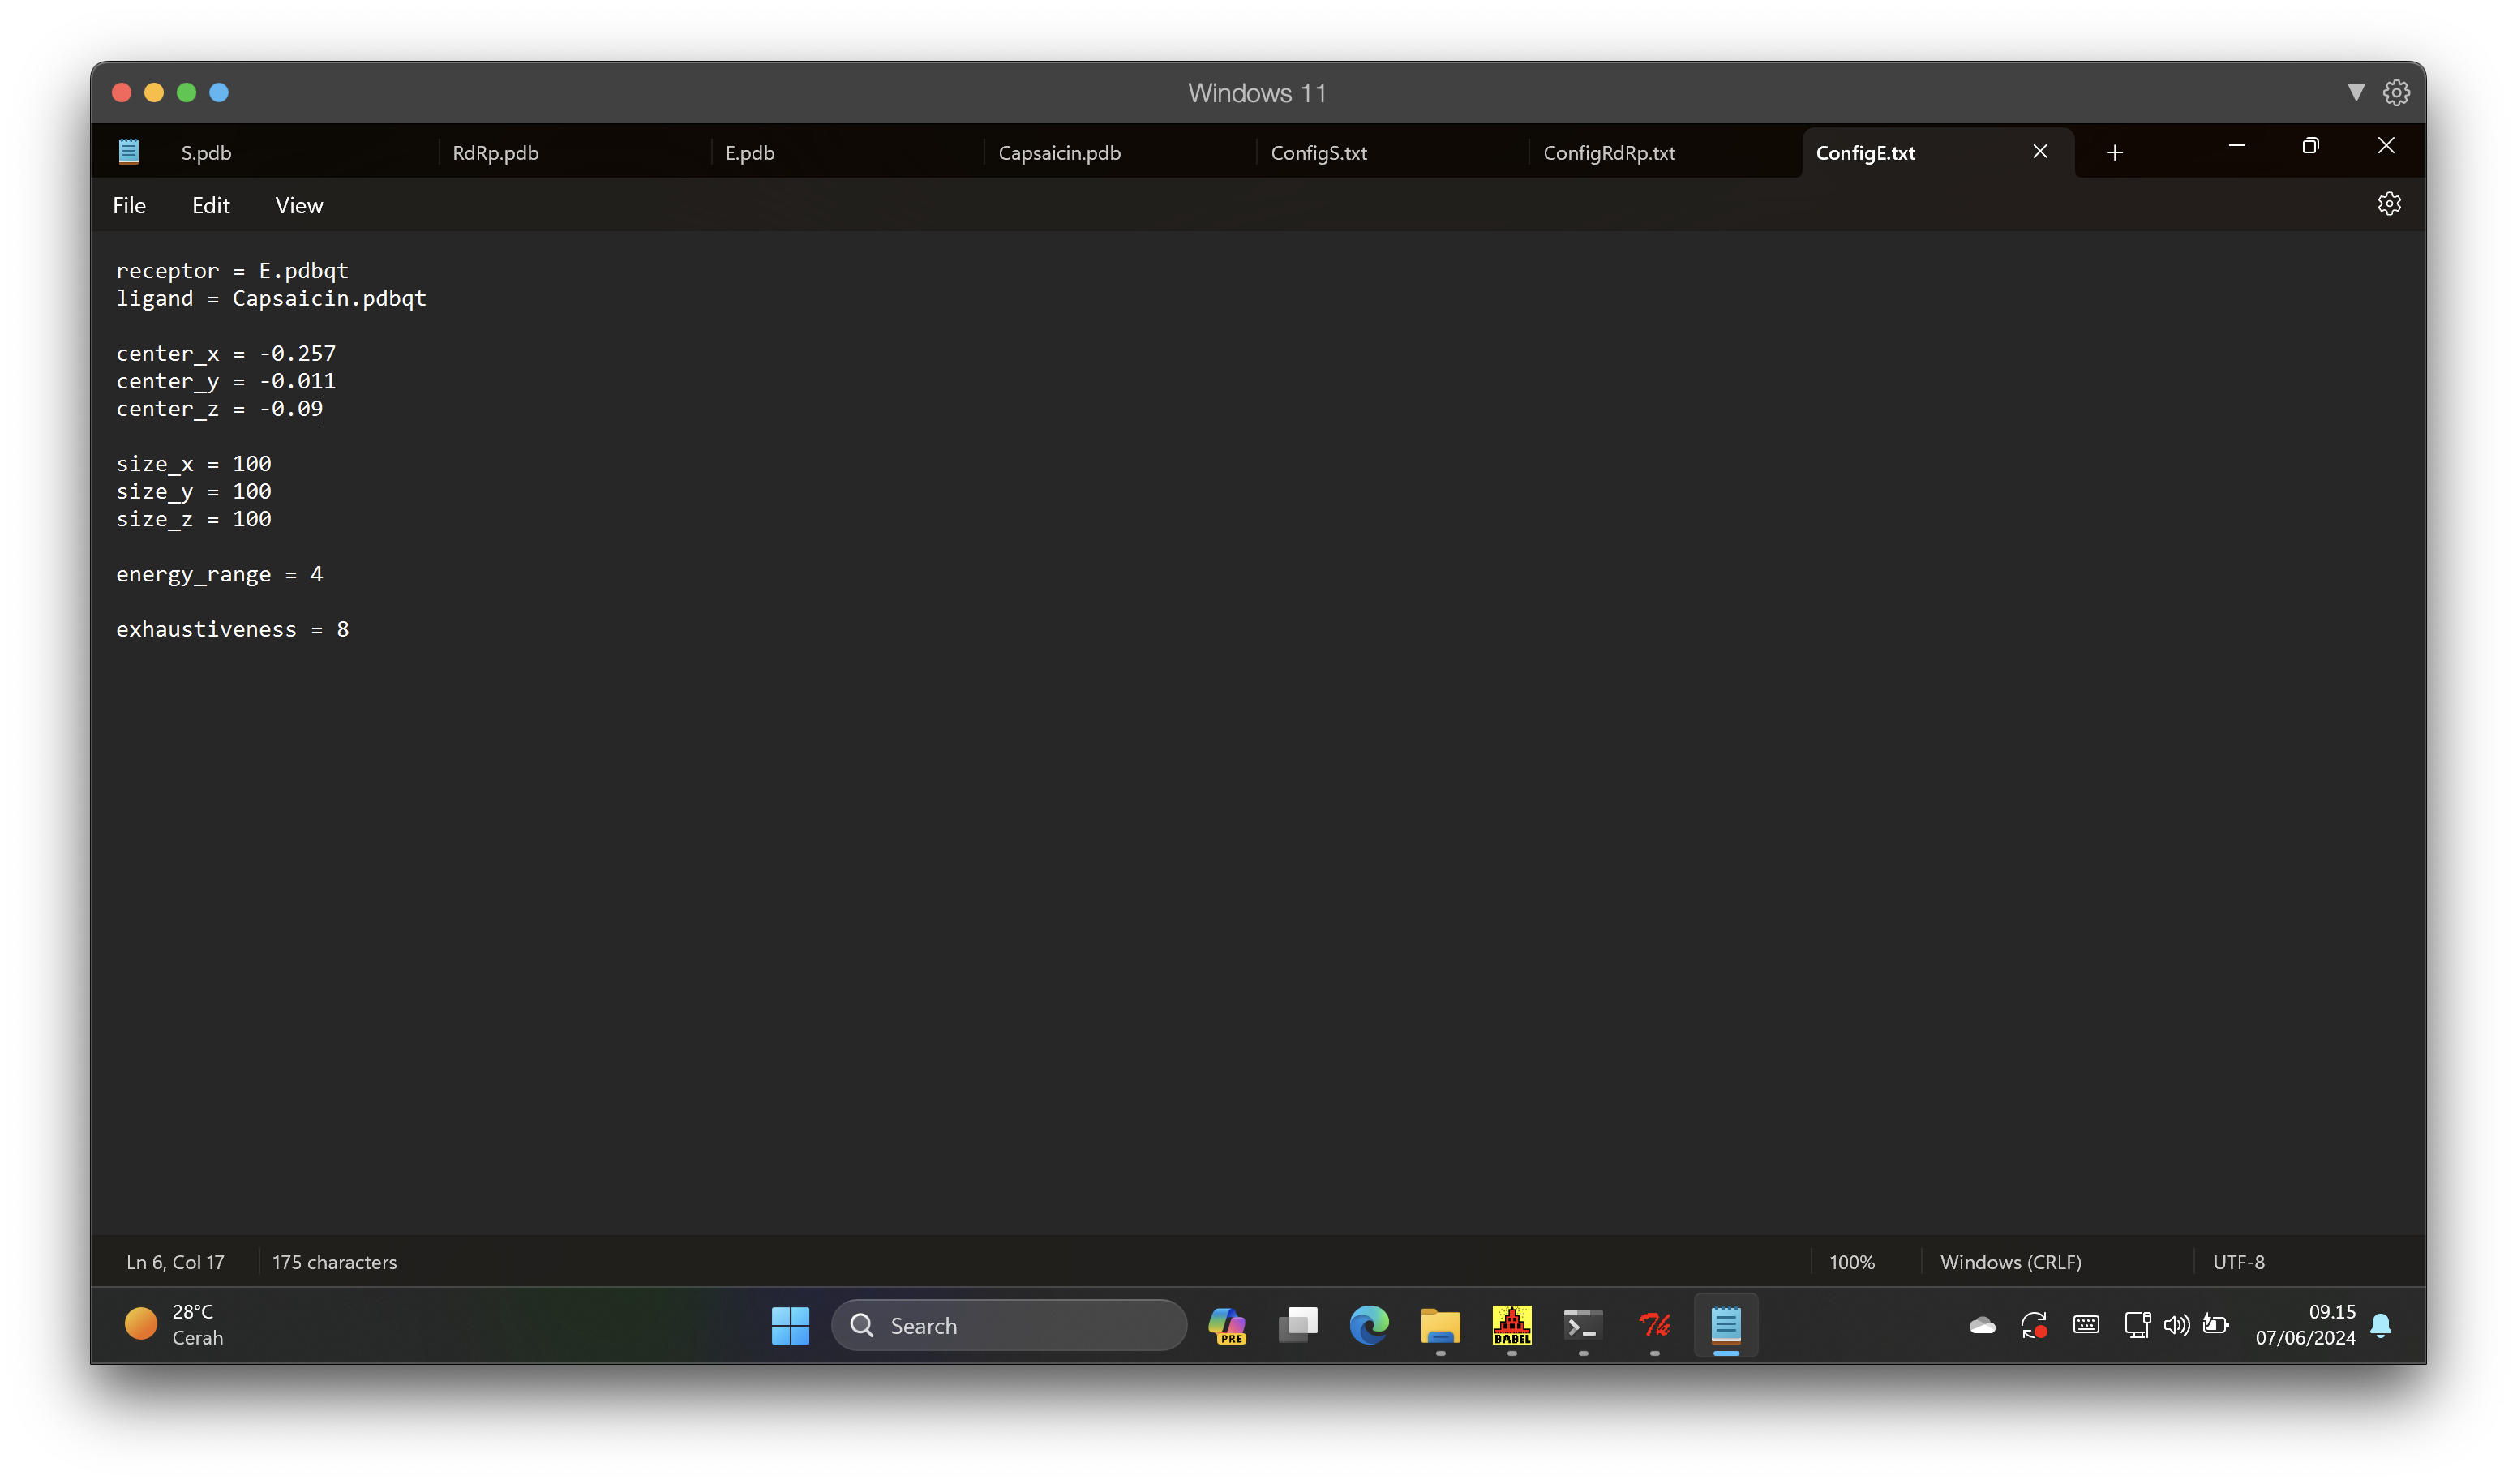 Windows 11
S.pdb
RdRp.pdb
E.pdb
Capsaicin.pdb
ConfigS.txt
ConfigRdRp.txt
ConfigE.txt
File
Edit
View
receptor = E.pdbqt
ligand = Capsaicin.pdbqt
center_x = -0.257
center_y = -0.011
center_z = -0.09
size_x = 100
size_y = 100
size_z = 100
energy_range = 4
exhaustiveness = 8
Ln 6, Col 17
175 characters
100%
Windows (CRLF)
UTF-8
28°C
Cerah
Search
PRE
BABEL
Tk
09.15
07/06/2024